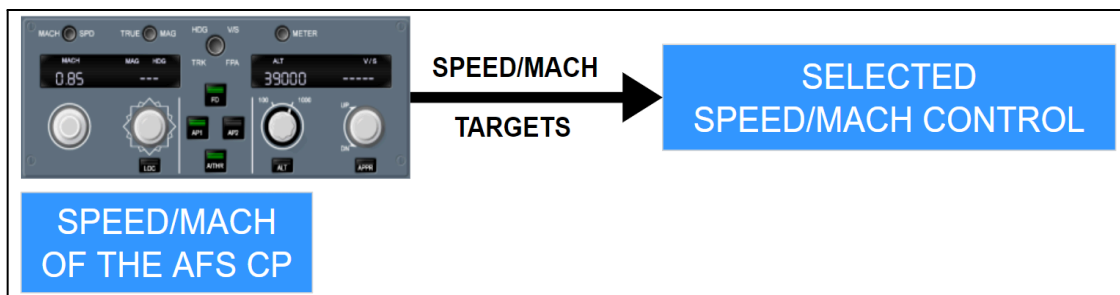 MACH SPD TRUE MAG HDG V/S METER
MACH MAG HDG TRK FPA ALT V/S
0.85 --- 39000 -----
FD
100 1000
UP
AP1 AP2
DN
LOC A/THR ALT APPR
SPEED/MACH
TARGETS
SELECTED
SPEED/MACH CONTROL
SPEED/MACH
OF THE AFS CP